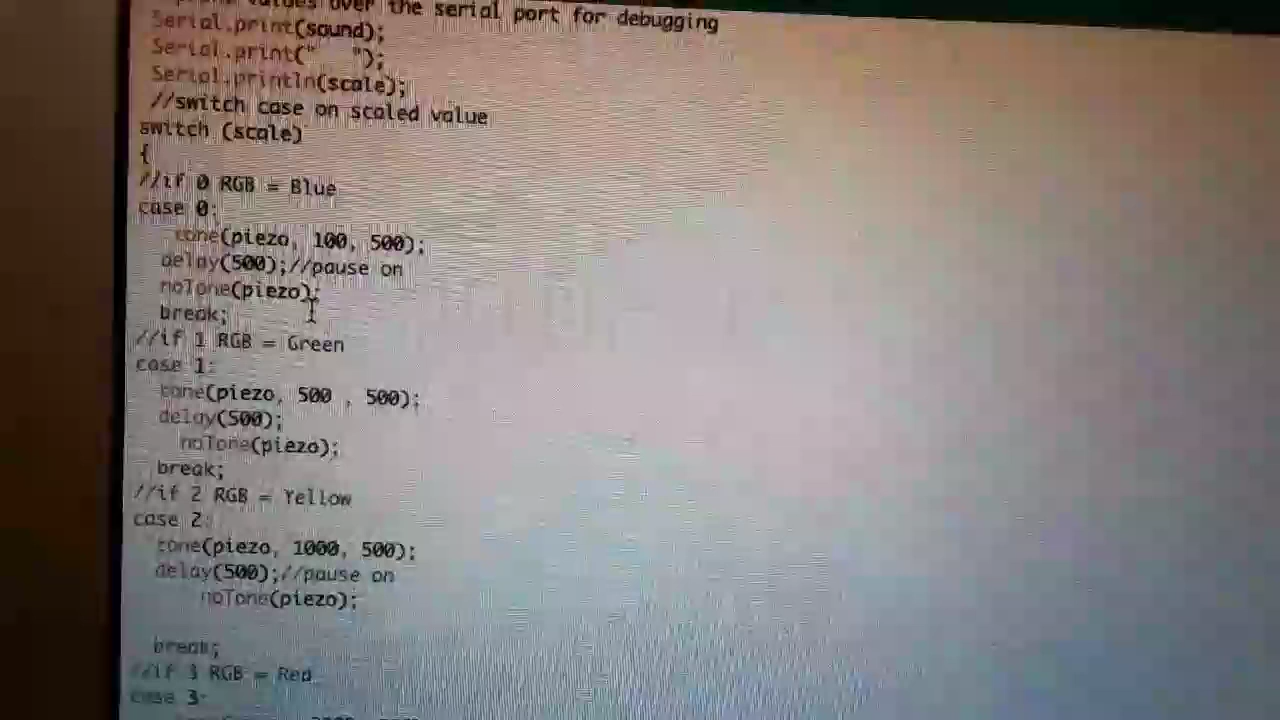 values over the serial port for debugging
Serial.print(sound);
Serial.print("   ");
Serial.println(scale);
//switch case on scaled value
switch (scale)
{
//if 0 RGB = Blue
case 0:
tone(piezo, 100, 500);
delay(500);//pause on
noTone(piezo);
break;
//if 1 RGB = Green
case 1:
tone(piezo, 500 , 500);
delay(500);
noTone(piezo);
break;
//if 2 RGB = Yellow
case 2:
tone(piezo, 1000, 500);
delay(500);//pause on
noTone(piezo);
break;
//if 3 RGB = Red
case 3: